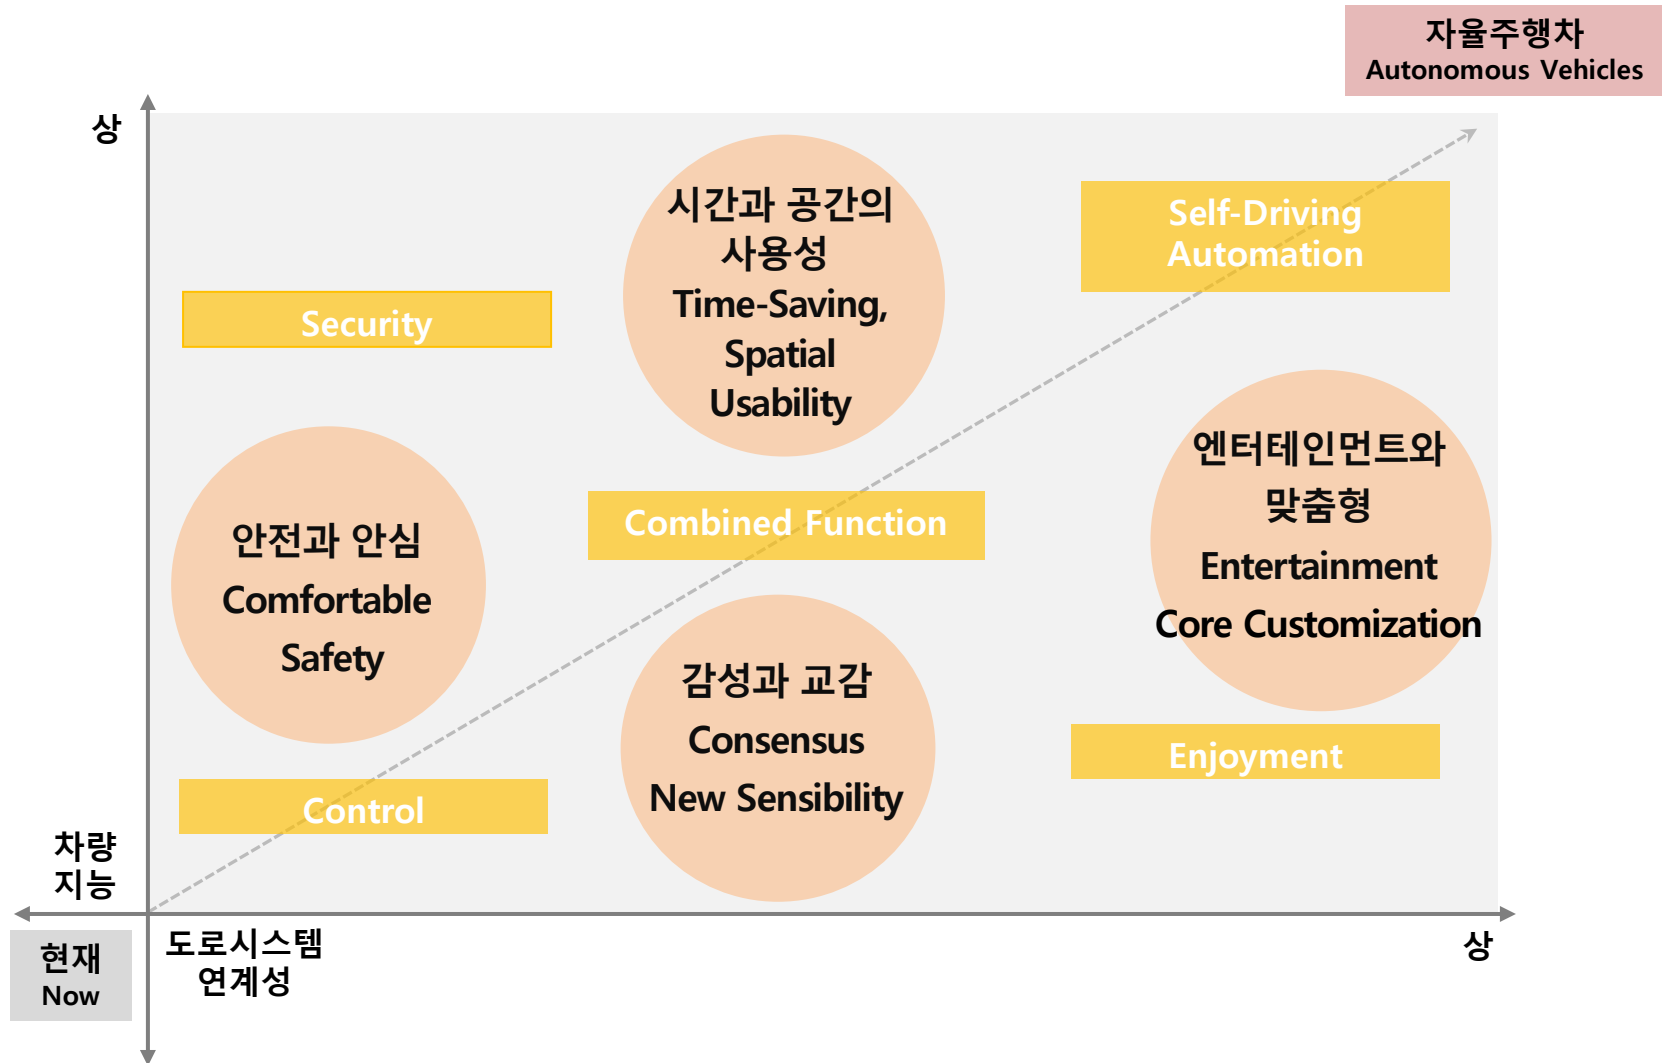 자율주행차
Autonomous Vehicles
상
시간과 공간의
사용성
Time-Saving,
Spatial
Usability
Self-Driving
Automation
Security
엔터테인먼트와
맞춤형
Entertainment
Core Customization
Combined Function
안전과 안심
Comfortable
Safety
감성과 교감
Consensus
New Sensibility
Enjoyment
Control
차량
지능
현재
Now
도로시스템
연계성
상